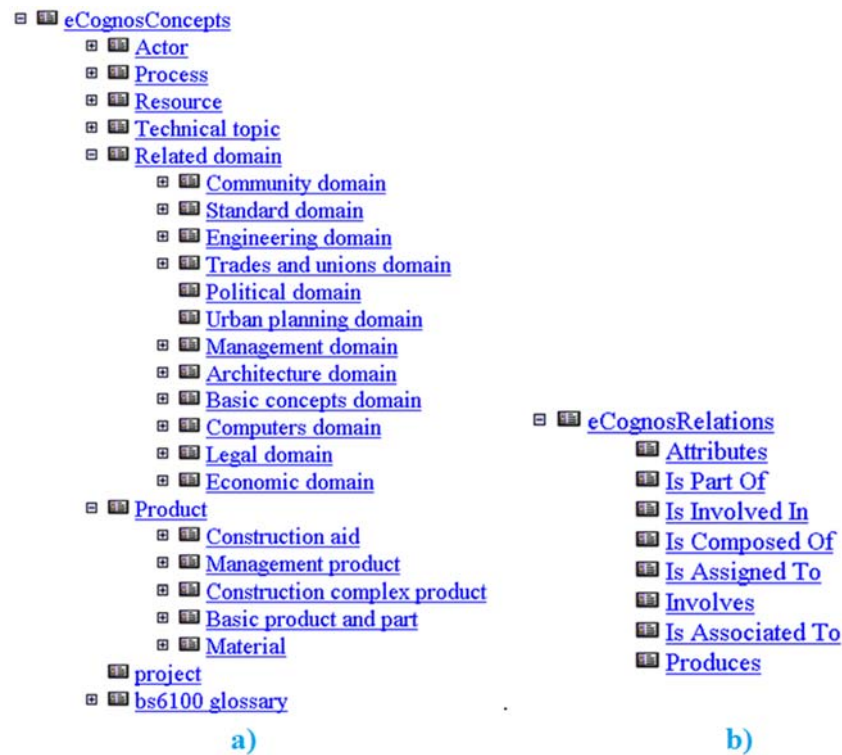 eCognosConcepts
Actor
Process
Resource
Technical topic
Related domain
Community domain
Standard domain
Engineering domain
Trades and unions domain
Political domain
Urban planning domain
Management domain
Architecture domain
Basic concepts domain
Computers domain
Legal domain
Economic domain
Product
Construction aid
Management product
Construction complex product
Basic product and part
Material
project
bs6100 glossary
a)
eCognosRelations
Attributes
Is Part Of
Is Involved In
Is Composed Of
Is Assigned To
Involves
Is Associated To
Produces
.
b)